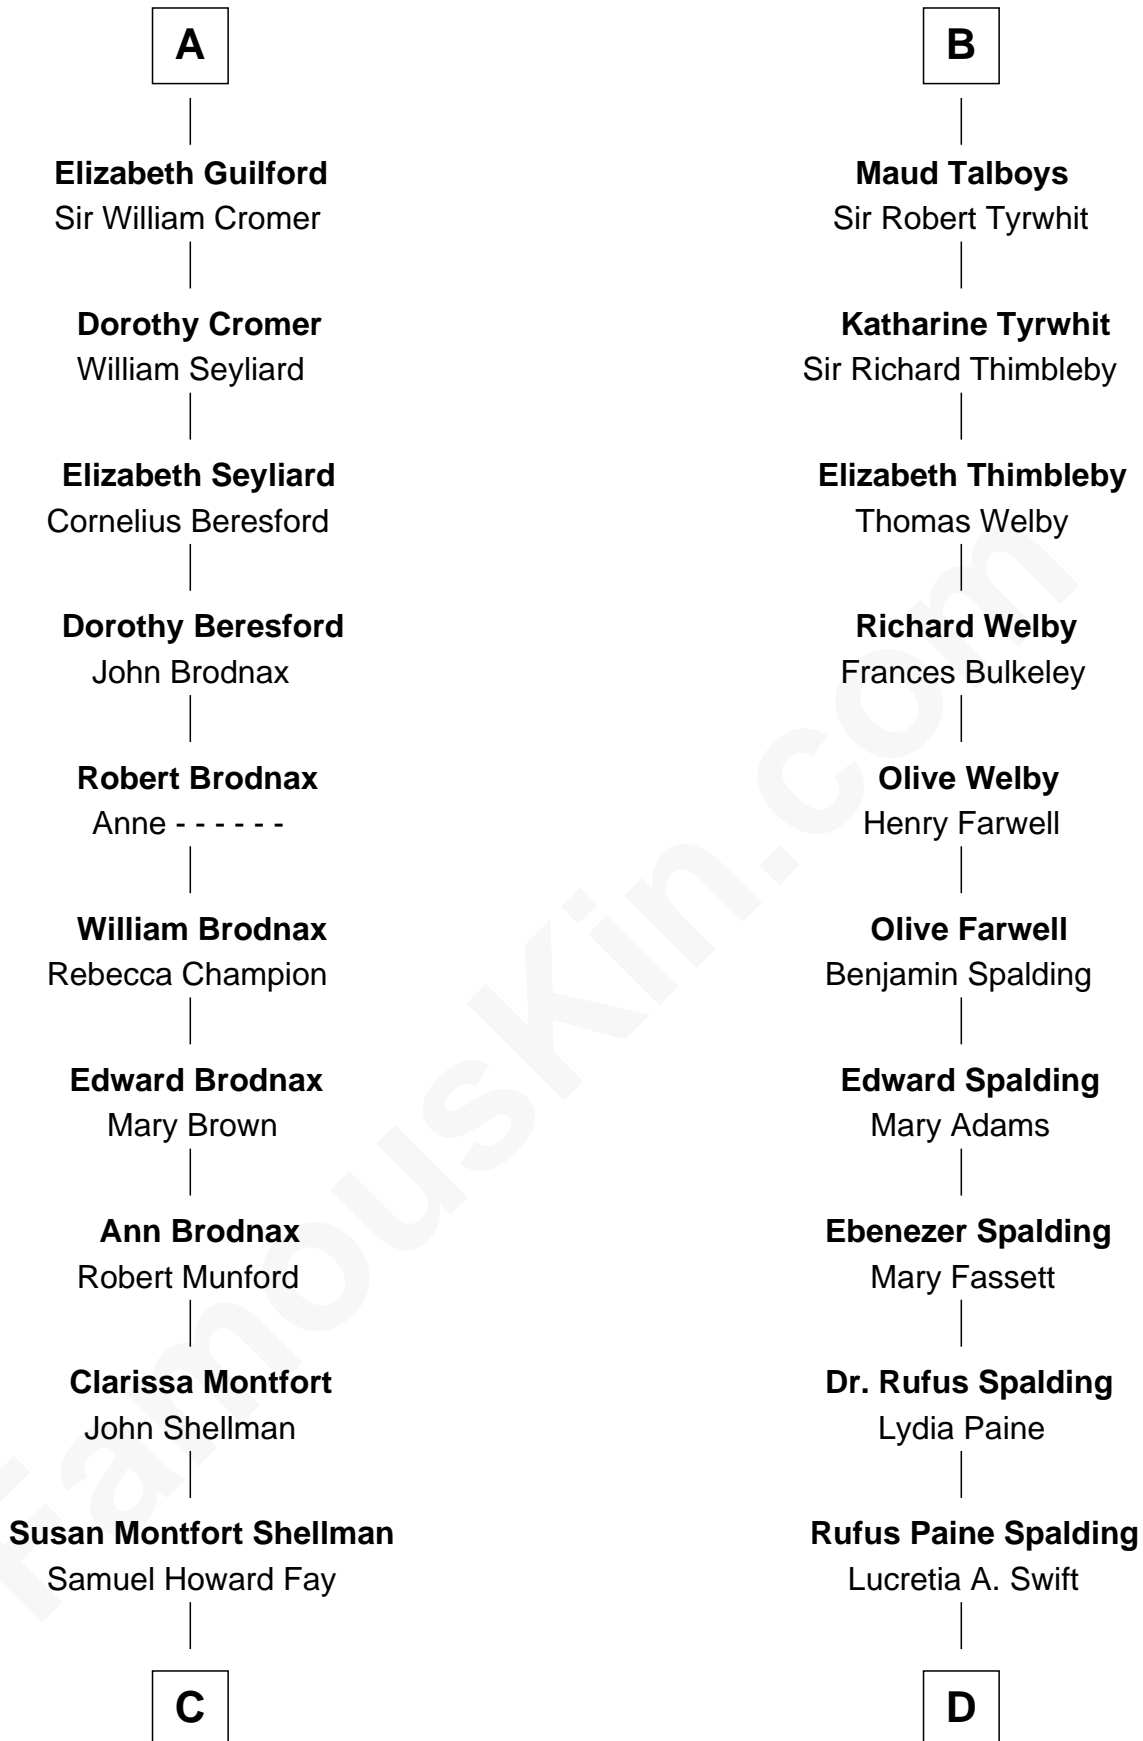 A
Elizabeth Guilford
Sir William Cromer
Dorothy Cromer
William Seyliard
Elizabeth Seyliard
Cornelius Beresford
Dorothy Beresford
John Brodnax
Robert Brodnax
Anne - - - - - -
William Brodnax
Rebecca Champion
Edward Brodnax
Mary Brown
Ann Brodnax
Robert Munford
Clarissa Montfort
John Shellman
Susan Montfort Shellman
Samuel Howard Fay
C
B
Maud Talboys
Sir Robert Tyrwhit
Katharine Tyrwhit
Sir Richard Thimbleby
Elizabeth Thimbleby
Thomas Welby
Richard Welby
Frances Bulkeley
Olive Welby
Henry Farwell
Olive Farwell
Benjamin Spalding
Edward Spalding
Mary Adams
Ebenezer Spalding
Mary Fassett
Dr. Rufus Spalding
Lydia Paine
Rufus Paine Spalding
Lucretia A. Swift
D
FamousKin.com